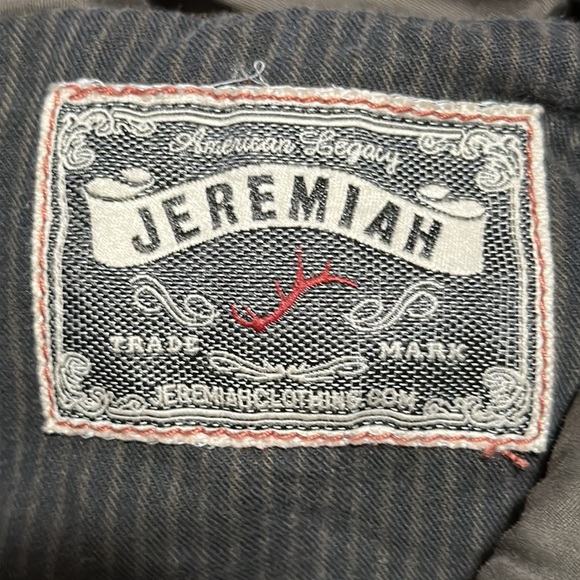 American Legacy
JEREMIAH
TRADE MARK
JEREMIAHCLOTHING.COM